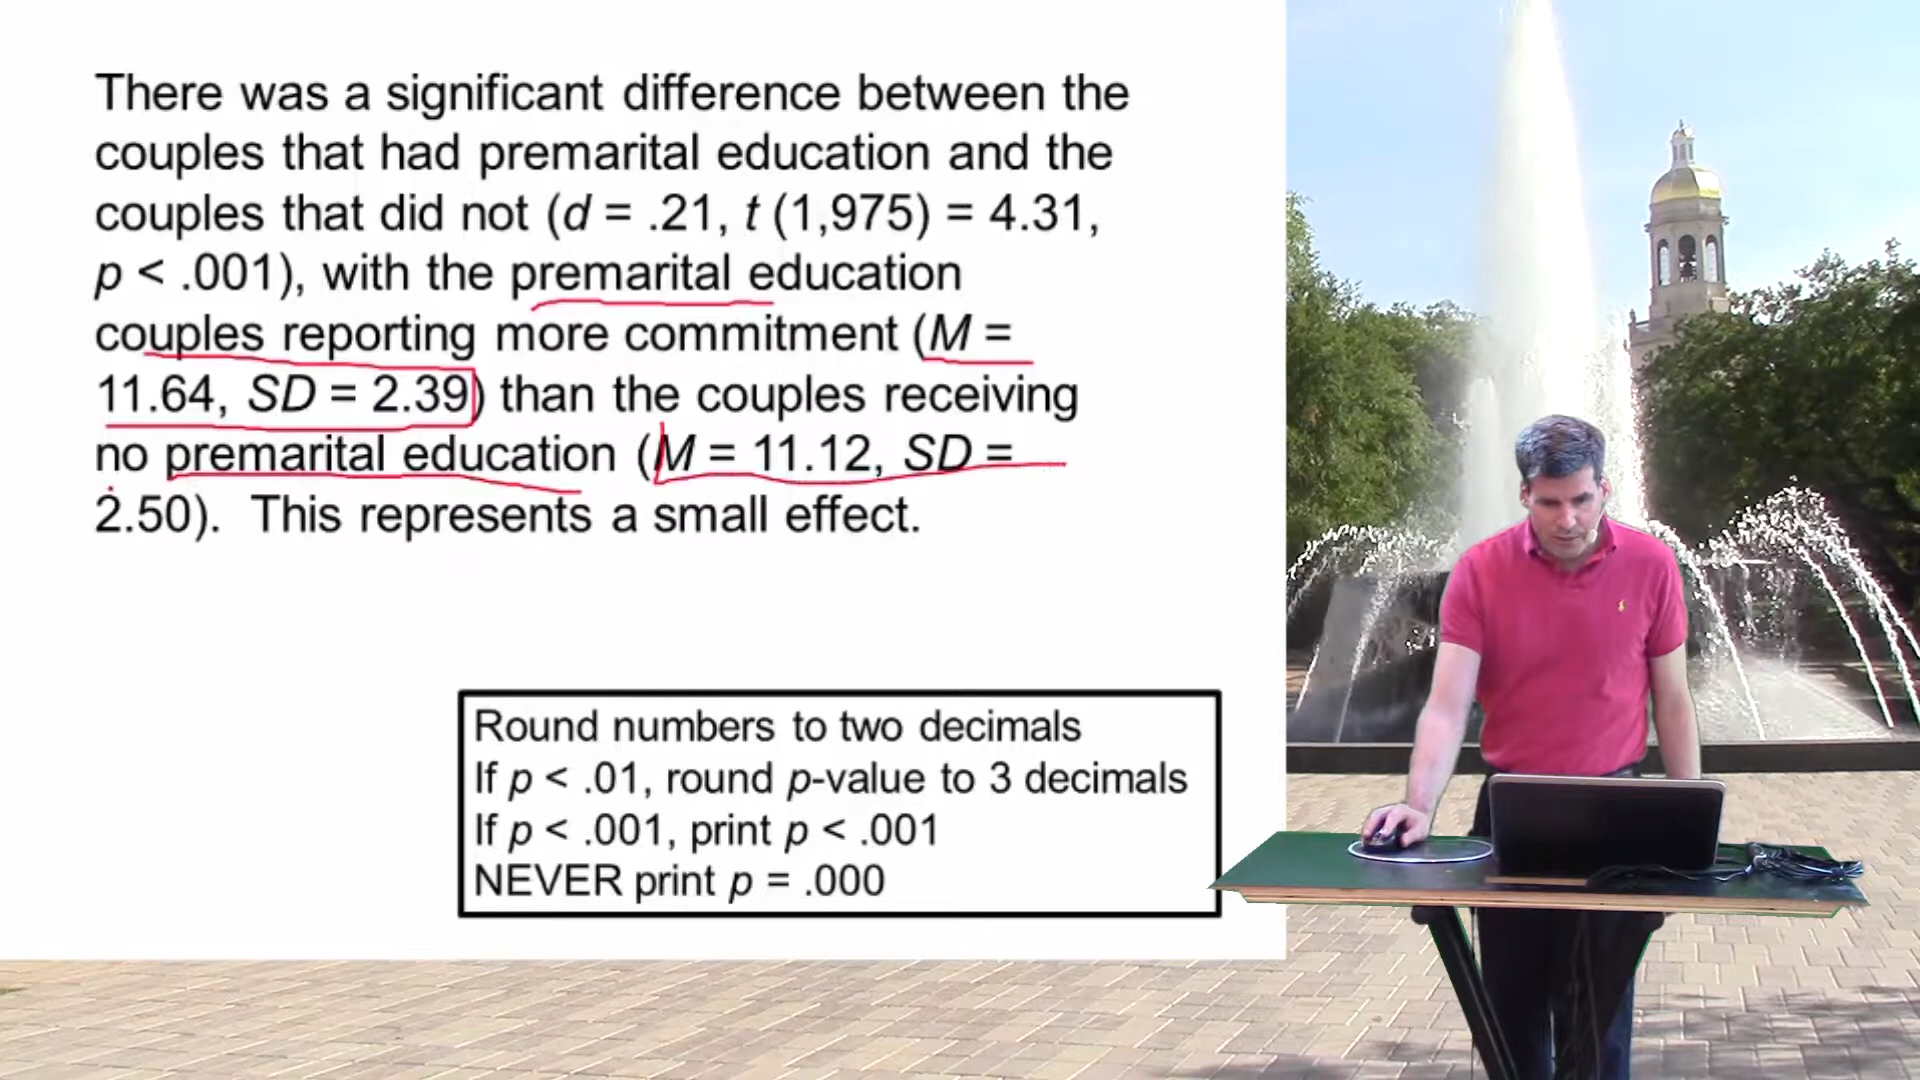 There was a significant difference between the
couples that had premarital education and the
couples that did not (d = .21, t (1,975) = 4.31,
p < .001), with the premarital education
couples reporting more commitment (M =
11.64, SD = 2.39) than the couples receiving
no premarital education (M = 11.12, SD =
2.50).  This represents a small effect.
Round numbers to two decimals
If p < .01, round p-value to 3 decimals
If p < .001, print p < .001
NEVER print p = .000